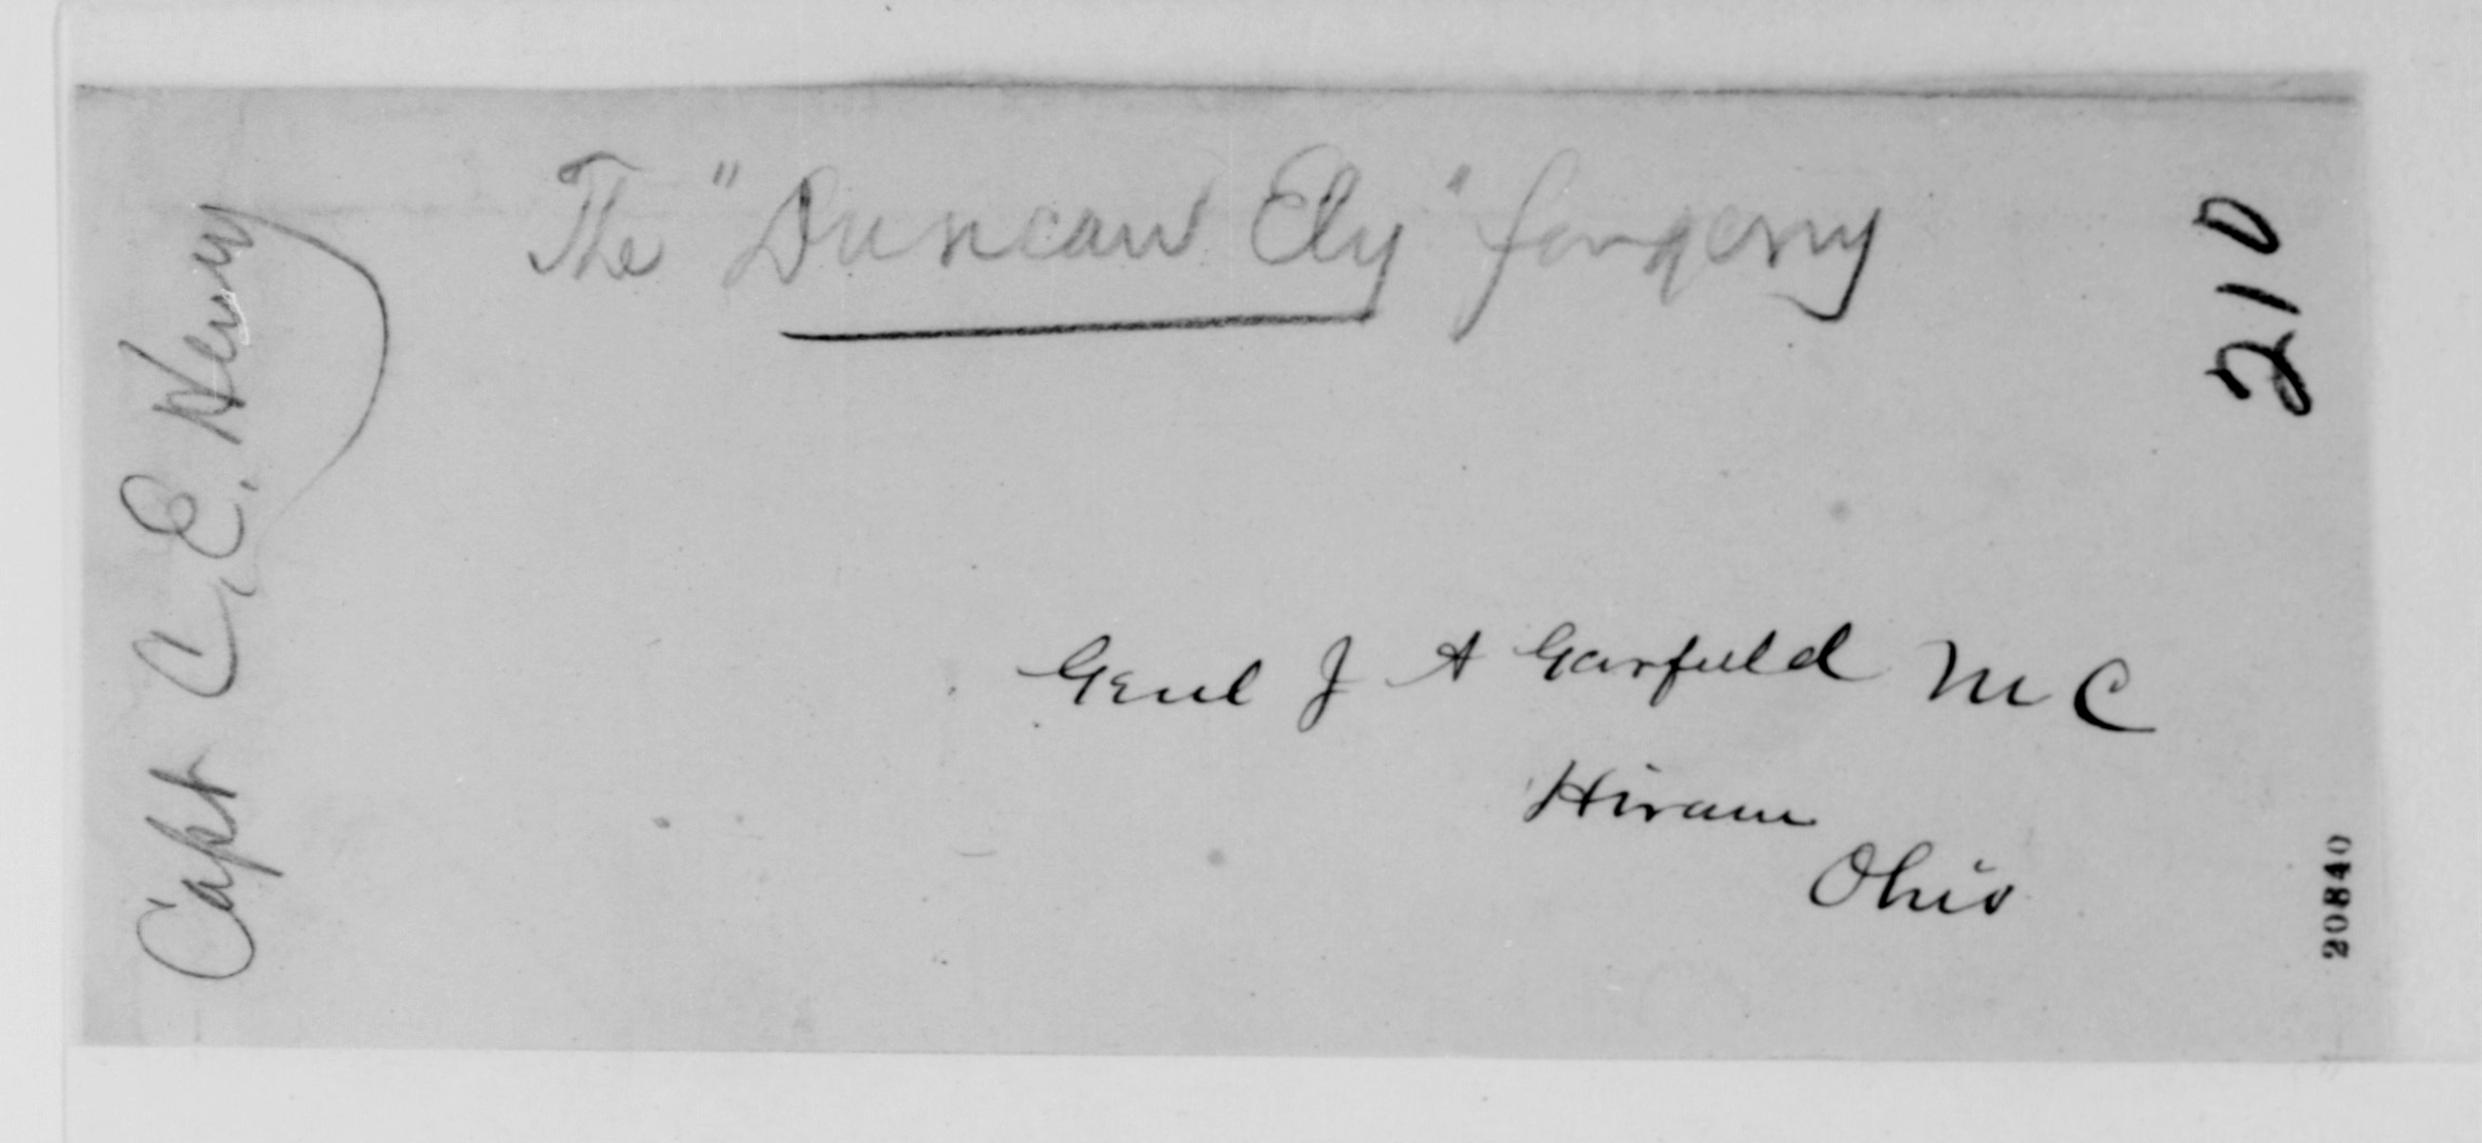 The "Duncan Ely" forgery
210
Capt C. E. Henry
Genl J A Garfield M C
Hiram
Ohio
20840